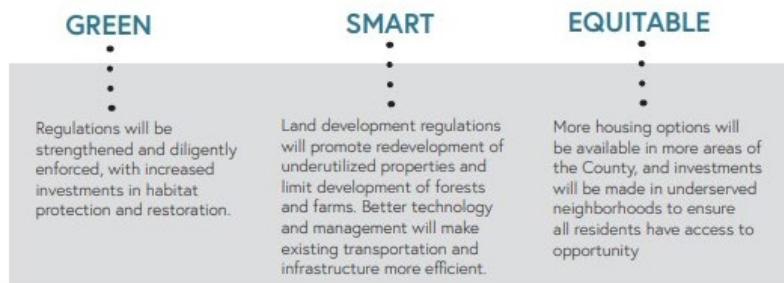 GREEN
Regulations will be
strengthened and diligently
enforced, with increased
investments in habitat
protection and restoration.
SMART
Land development regulations
will promote redevelopment of
underutilized properties and
limit development of forests
and farms. Better technology
and management will make
existing transportation and
infrastructure more efficient.
EQUITABLE
More housing options will
be available in more areas of
the County, and investments
will be made in underserved
neighborhoods to ensure
all residents have access to
opportunity